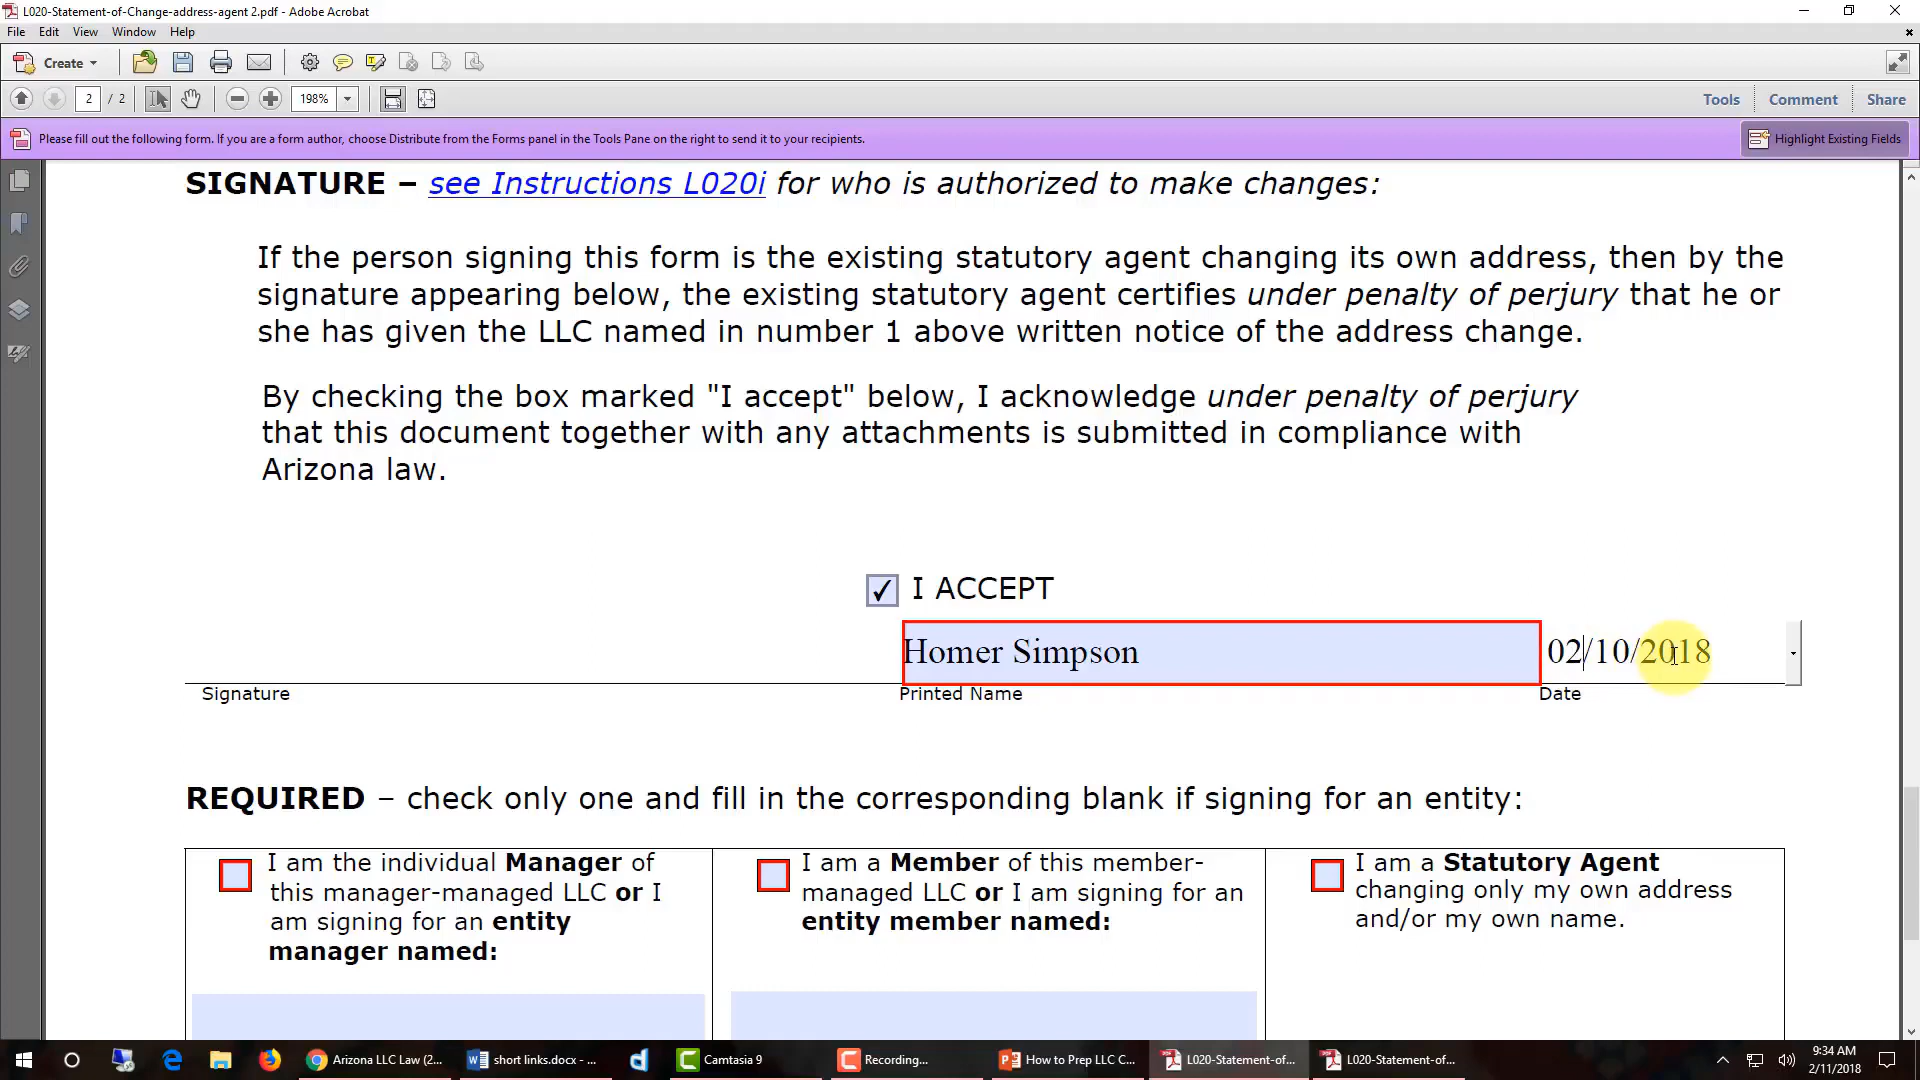 L020-Statement-of-Change-address-agent 2.pdf - Adobe Acrobat
File Edit View Window Help
Create
2 / 2 198% Tools Comment Share
Please fill out the following form. If you are a form author, choose Distribute from the Forms panel in the Tools Pane on the right to send it to your recipients. Highlight Existing Fields
SIGNATURE – see Instructions L020i for who is authorized to make changes:
If the person signing this form is the existing statutory agent changing its own address, then by the
signature appearing below, the existing statutory agent certifies under penalty of perjury that he or
she has given the LLC named in number 1 above written notice of the address change.
By checking the box marked "I accept" below, I acknowledge under penalty of perjury
that this document together with any attachments is submitted in compliance with
Arizona law.
✓ I ACCEPT
Homer Simpson 02/10/2018
Signature Printed Name Date
REQUIRED – check only one and fill in the corresponding blank if signing for an entity:
I am the individual Manager of
this manager-managed LLC or I
am signing for an entity
manager named:
I am a Member of this member-
managed LLC or I am signing for an
entity member named:
I am a Statutory Agent
changing only my own address
and/or my own name.
Arizona LLC Law (2... short links.docx - ... Camtasia 9 Recording... How to Prep LLC C... L020-Statement-of... L020-Statement-of...
9:34 AM
2/11/2018